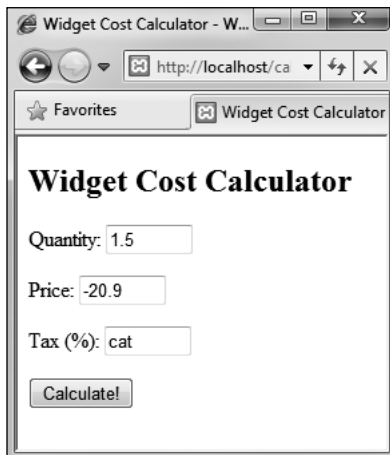 Widget Cost Calculator - W...
http://localhost/ca
Favorites
Widget Cost Calculator
Widget Cost Calculator
Quantity: 1.5
Price: -20.9
Tax (%): cat
Calculate!